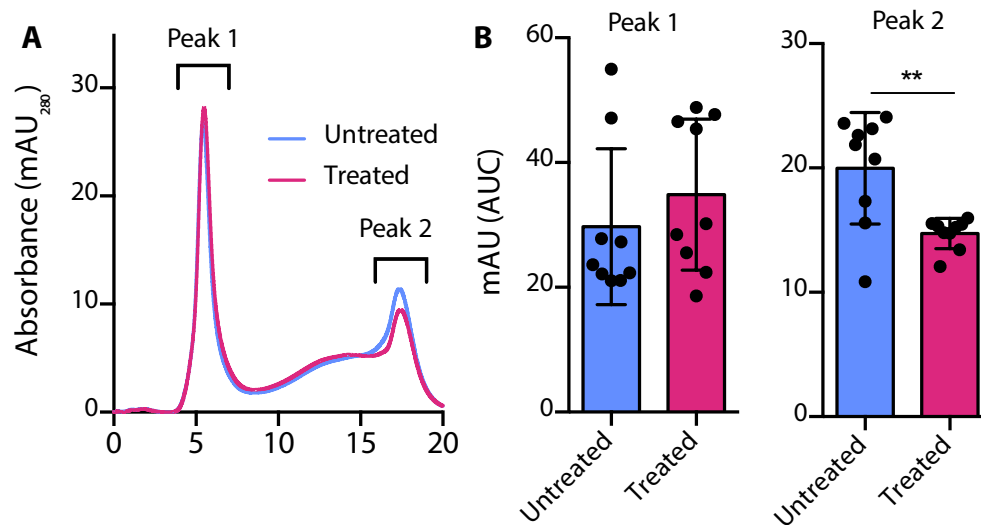 A
Peak 1
Absorbance (mAU280)
30
20
10
0
Untreated
Treated
Peak 2
0
5
10
15
20
B
Peak 1
mAU (AUC)
60
40
20
0
Untreated
Treated
Peak 2
30
20
10
0
**
Untreated
Treated